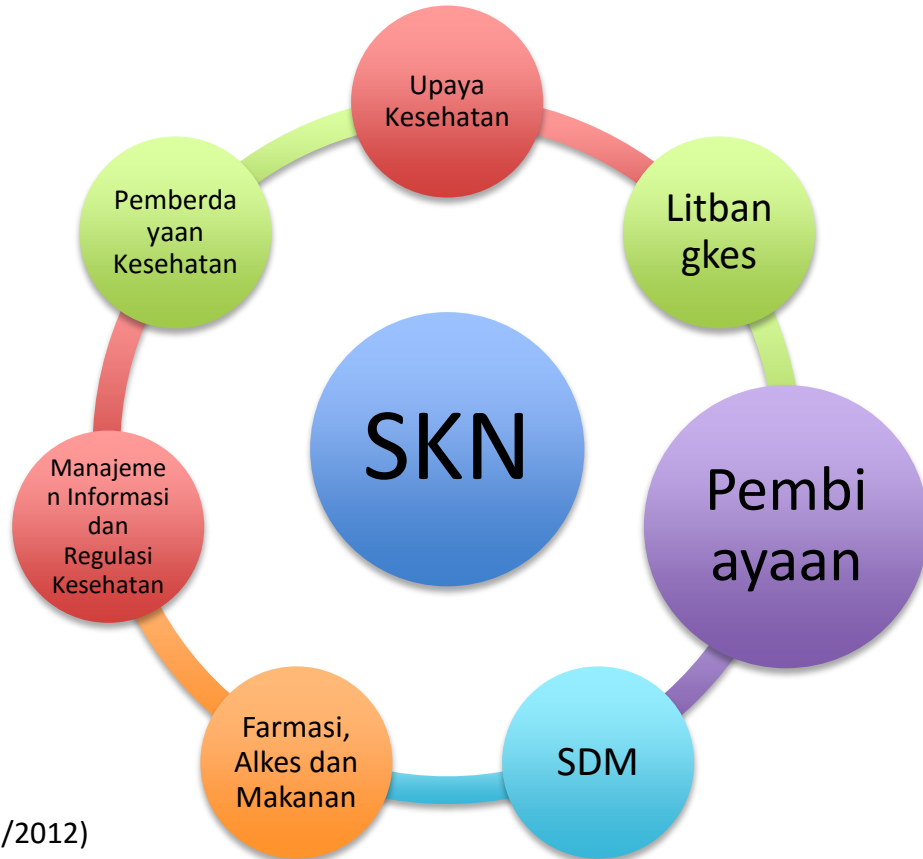 Upaya
Kesehatan
Litban
gkes
Pembi
ayaan
SDM
Farmasi,
Alkes dan
Makanan
Manajeme
n Informasi
dan
Regulasi
Kesehatan
Pemberda
yaan
Kesehatan
SKN
/2012)